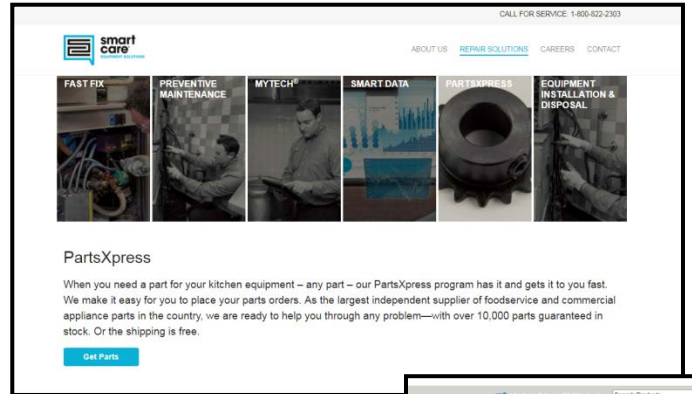 CALL FOR SERVICE: 1-800-822-2303
smart
care
EQUIPMENT SOLUTIONS
ABOUT US REPAIR SOLUTIONS CAREERS CONTACT
FAST FIX
PREVENTIVE
MAINTENANCE
MYTECH®
SMART DATA
PARTSXPRESS
EQUIPMENT
INSTALLATION &
DISPOSAL
PartsXpress
When you need a part for your kitchen equipment – any part – our PartsXpress program has it and gets it to you fast.
We make it easy for you to place your parts orders. As the largest independent supplier of foodservice and commercial
appliance parts in the country, we are ready to help you through any problem—with over 10,000 parts guaranteed in
stock. Or the shipping is free.
Get Parts